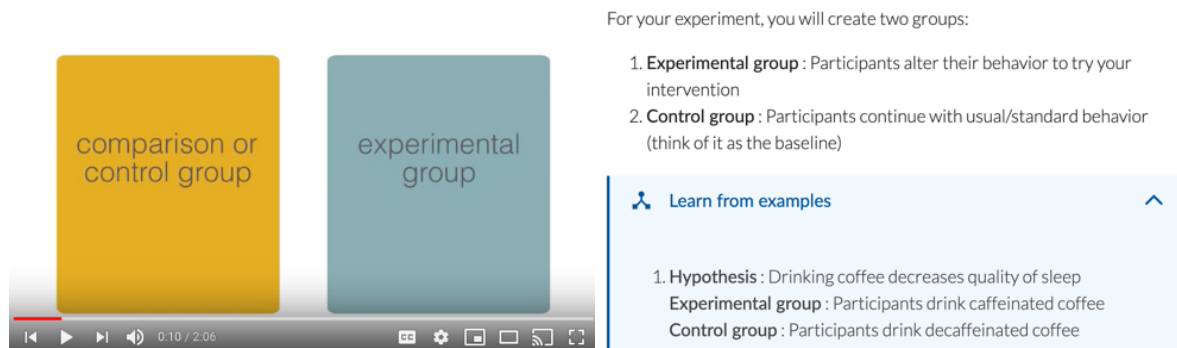 comparison or
control group
experimental
group
0:10 / 2:06
CC
For your experiment, you will create two groups:
1. Experimental group : Participants alter their behavior to try your
intervention
2. Control group : Participants continue with usual/standard behavior
(think of it as the baseline)
Learn from examples
1. Hypothesis : Drinking coffee decreases quality of sleep
Experimental group : Participants drink caffeinated coffee
Control group : Participants drink decaffeinated coffee